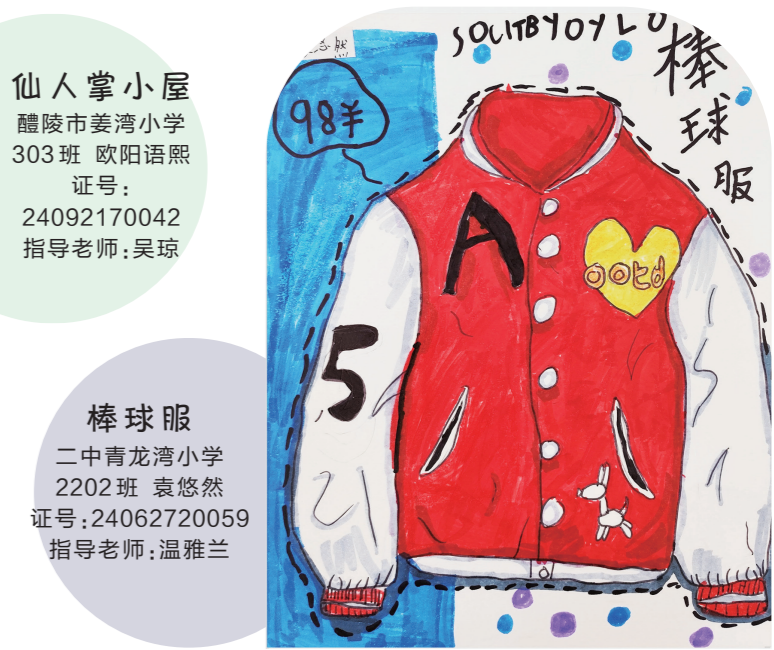 仙人掌小屋
醴陵市姜湾小学
303班 欧阳语熙
证号:
24092170042
指导老师:吴琼
棒球服
二中青龙湾小学
2202班 袁悠然
证号:24062720059
指导老师:温雅兰
SOCITBYOYLO
棒
球
服
98¥
A
ootd
5